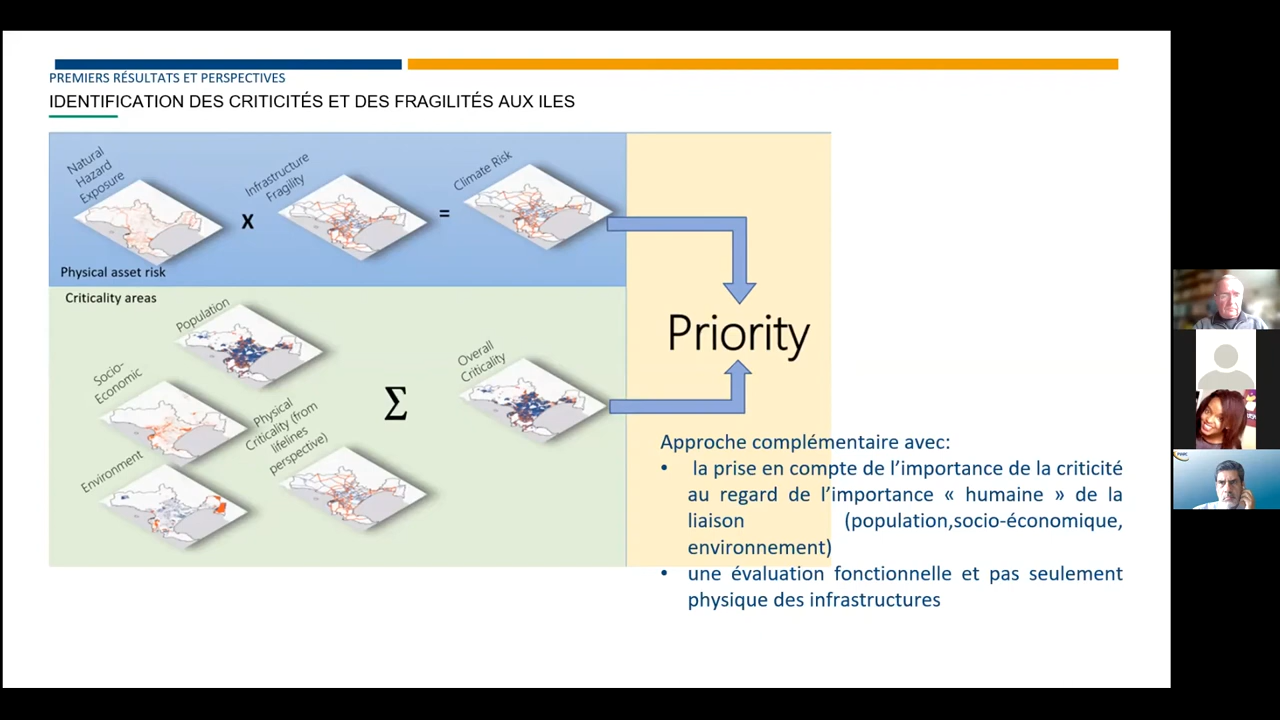 PREMIERS RÉSULTATS ET PERSPECTIVES
IDENTIFICATION DES CRITICITÉS ET DES FRAGILITÉS AUX ILES
Natural
Hazard
Exposure
X
Infrastructure
Fragility
=
Climate Risk
Physical asset risk
Criticality areas
Population
Socio-
Economic
Environment
Physical
Criticality (from
lifelines
perspective)
Σ
Overall
Criticality
Priority
Approche complémentaire avec:
• la prise en compte de l’importance de la criticité
au regard de l’importance « humaine » de la
liaison (population,socio-économique,
environnement)
• une évaluation fonctionnelle et pas seulement
physique des infrastructures